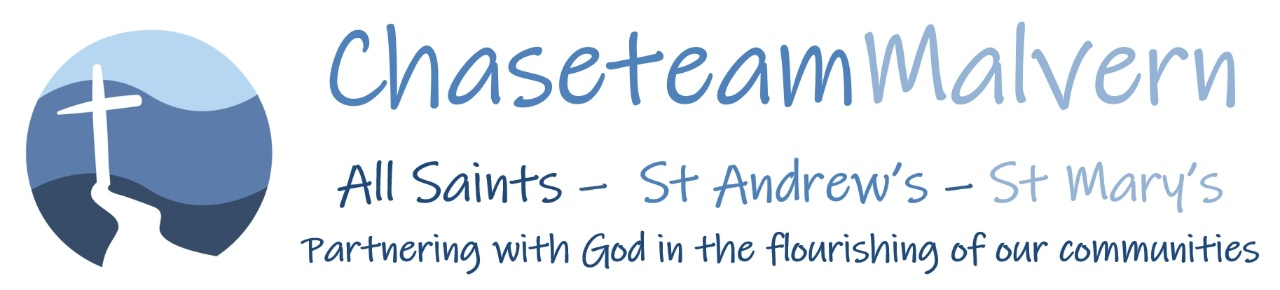 ChaseteamMalvern
All Saints – St Andrew's – St Mary's
Partnering with God in the flourishing of our communities